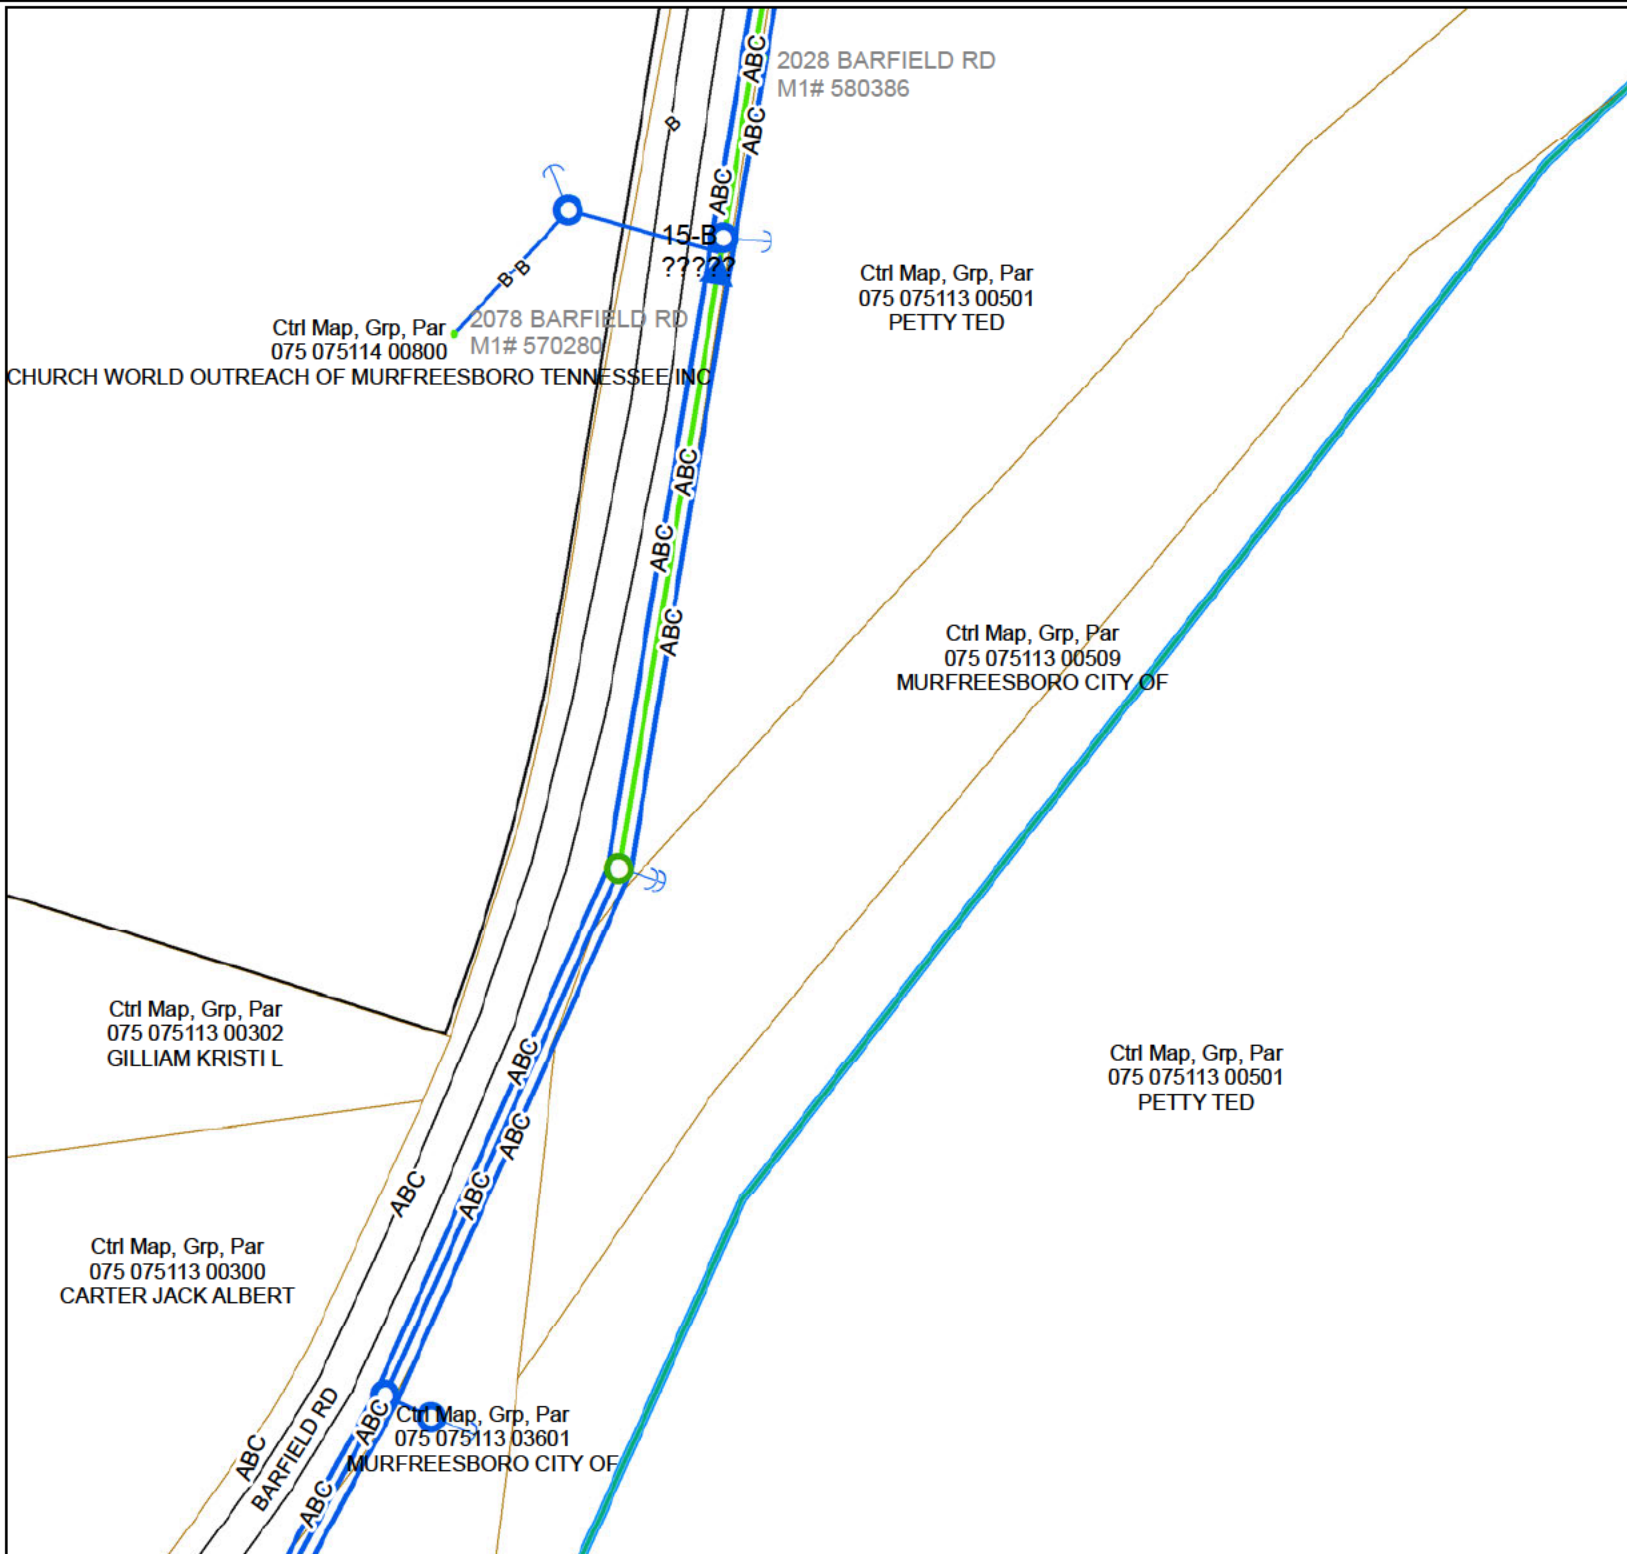 ABC
2028 BARFIELD RD
M1# 580386
B
ABC
ABC
15-B
?????
B-B
Ctrl Map, Grp, Par
075 075113 00501
PETTY TED
2078 BARFIELD RD
M1# 570280
Ctrl Map, Grp, Par
075 075114 00800
CHURCH WORLD OUTREACH OF MURFREESBORO TENNESSEE INC
ABC
ABC
ABC
Ctrl Map, Grp, Par
075 075113 00509
MURFREESBORO CITY OF
Ctrl Map, Grp, Par
075 075113 00302
GILLIAM KRISTI L
ABC
Ctrl Map, Grp, Par
075 075113 00501
PETTY TED
ABC
ABC
ABC
Ctrl Map, Grp, Par
075 075113 00300
CARTER JACK ALBERT
BARFIELD RD
ABC
Ctrl Map, Grp, Par
075 075113 03601
MURFREESBORO CITY OF
ABC
ABC